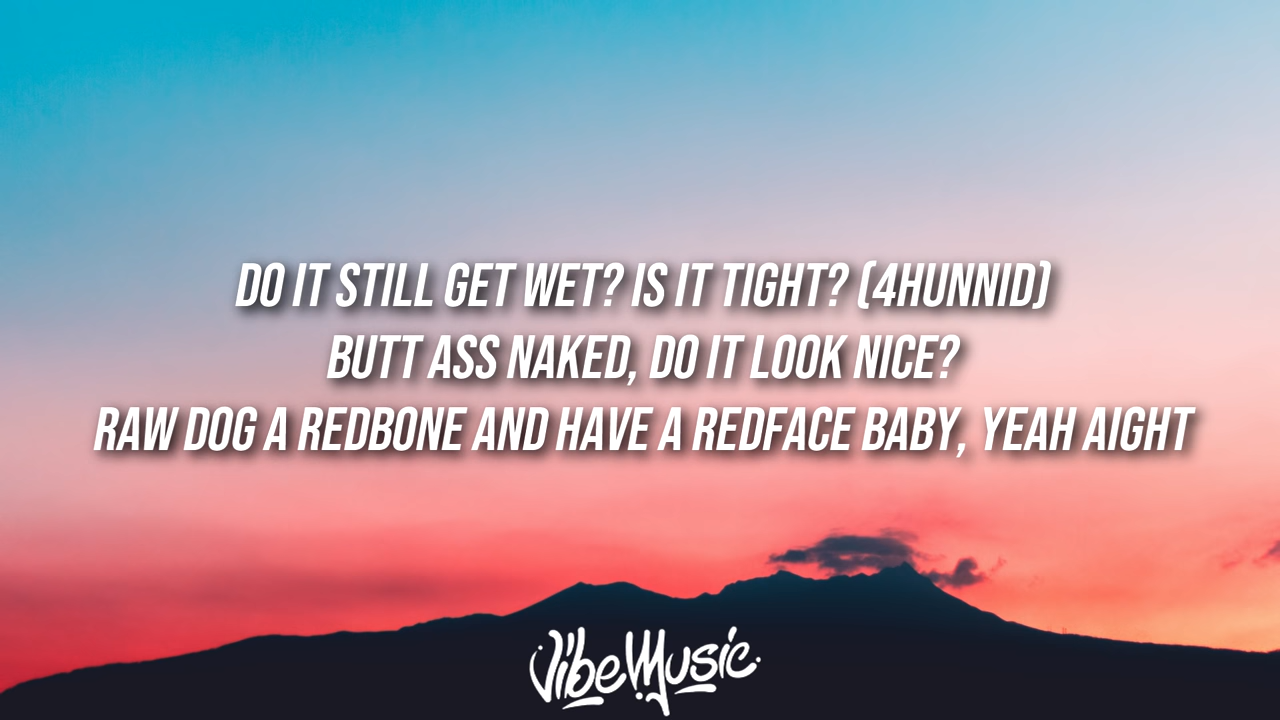 DO IT STILL GET WET? IS IT TIGHT? (4HUNNID)
BUTT ASS NAKED, DO IT LOOK NICE?
RAW DOG A REDBONE AND HAVE A REDFACE BABY, YEAH AIGHT
VibeMusic